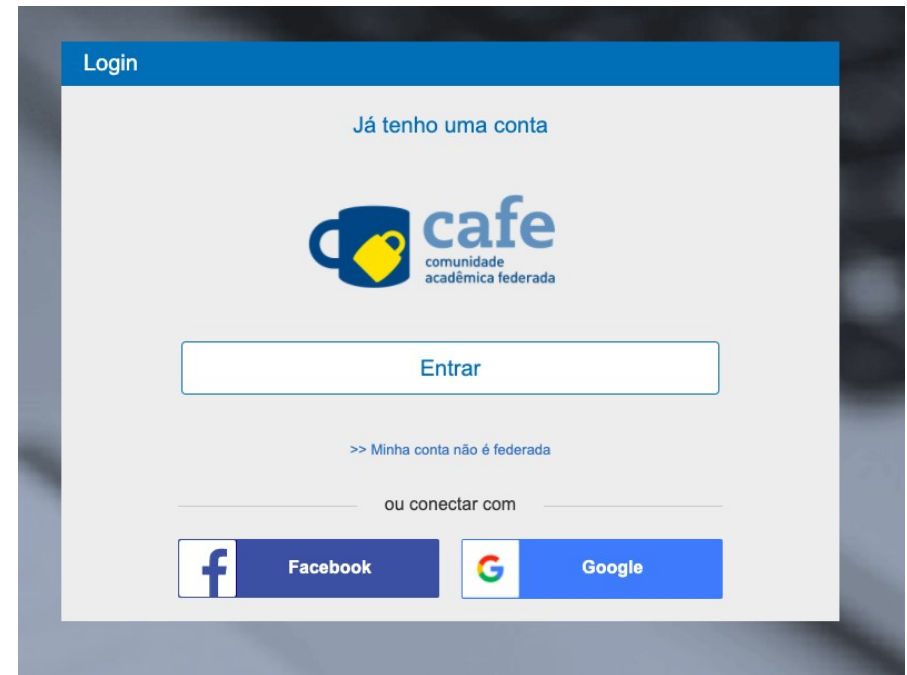 Login
Já tenho uma conta
cafe
comunidade
acadêmica federada
Entrar
>> Minha conta não é federada
ou conectar com
Facebook
Google